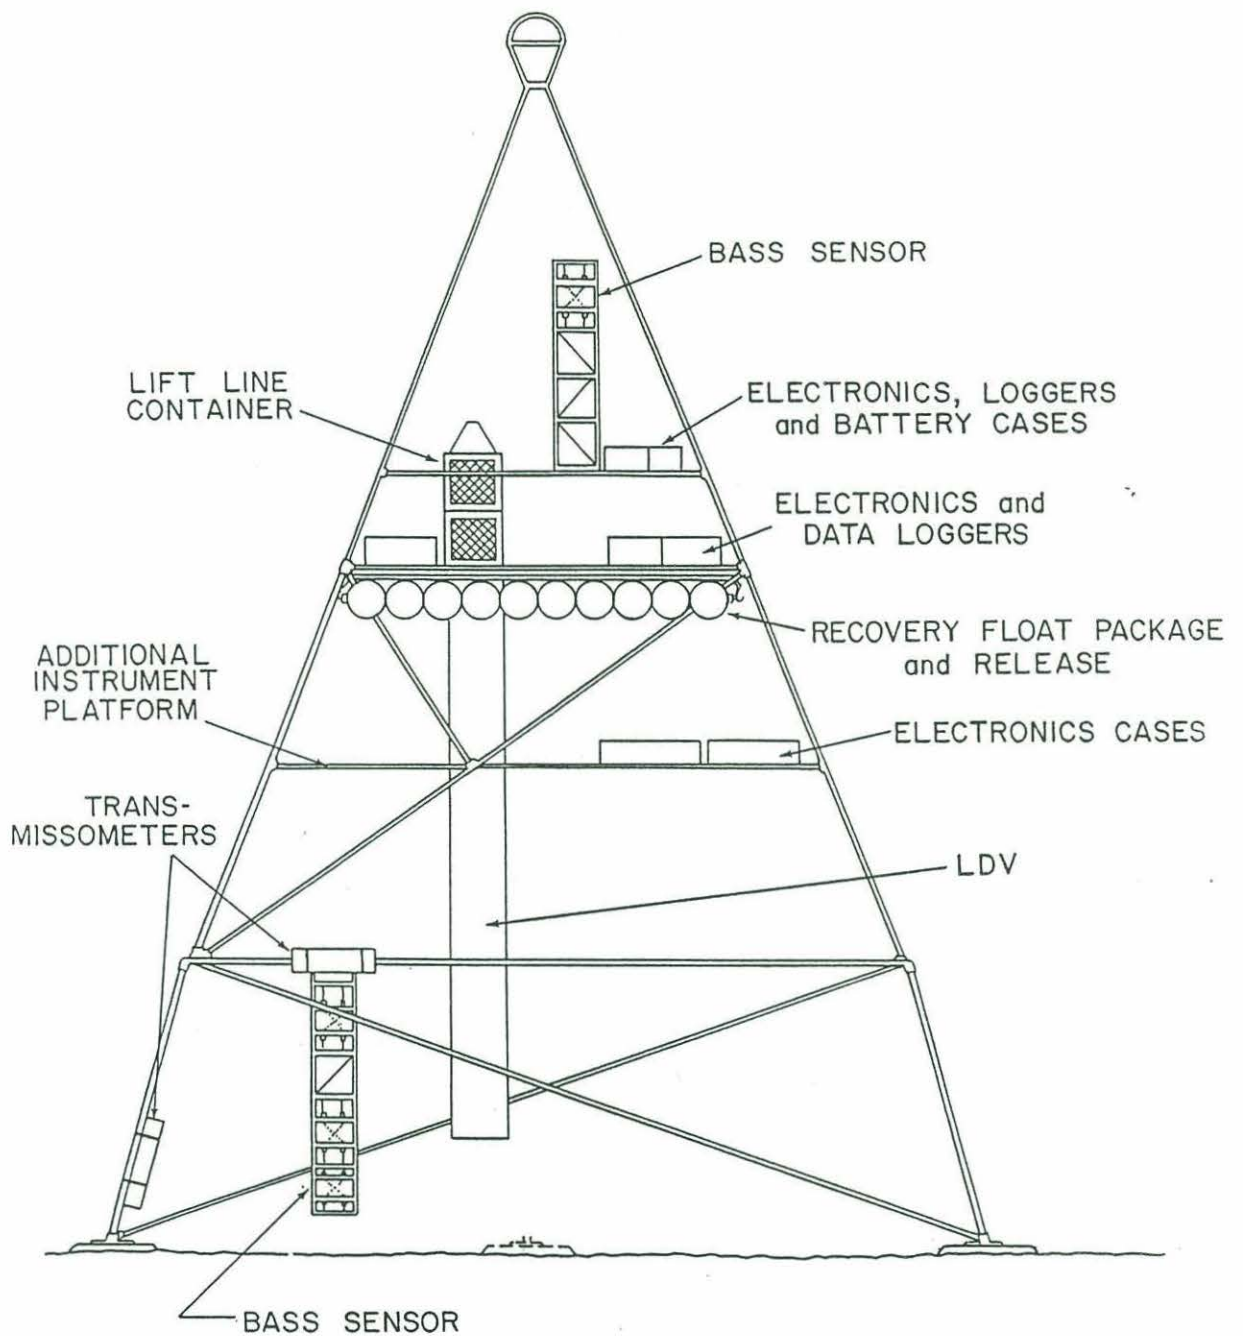 BASS SENSOR
LIFT LINE
CONTAINER
ELECTRONICS, LOGGERS
and BATTERY CASES
ELECTRONICS and
DATA LOGGERS
RECOVERY FLOAT PACKAGE
and RELEASE
ADDITIONAL
INSTRUMENT
PLATFORM
ELECTRONICS CASES
TRANS-
MISSOMETERS
LDV
BASS SENSOR